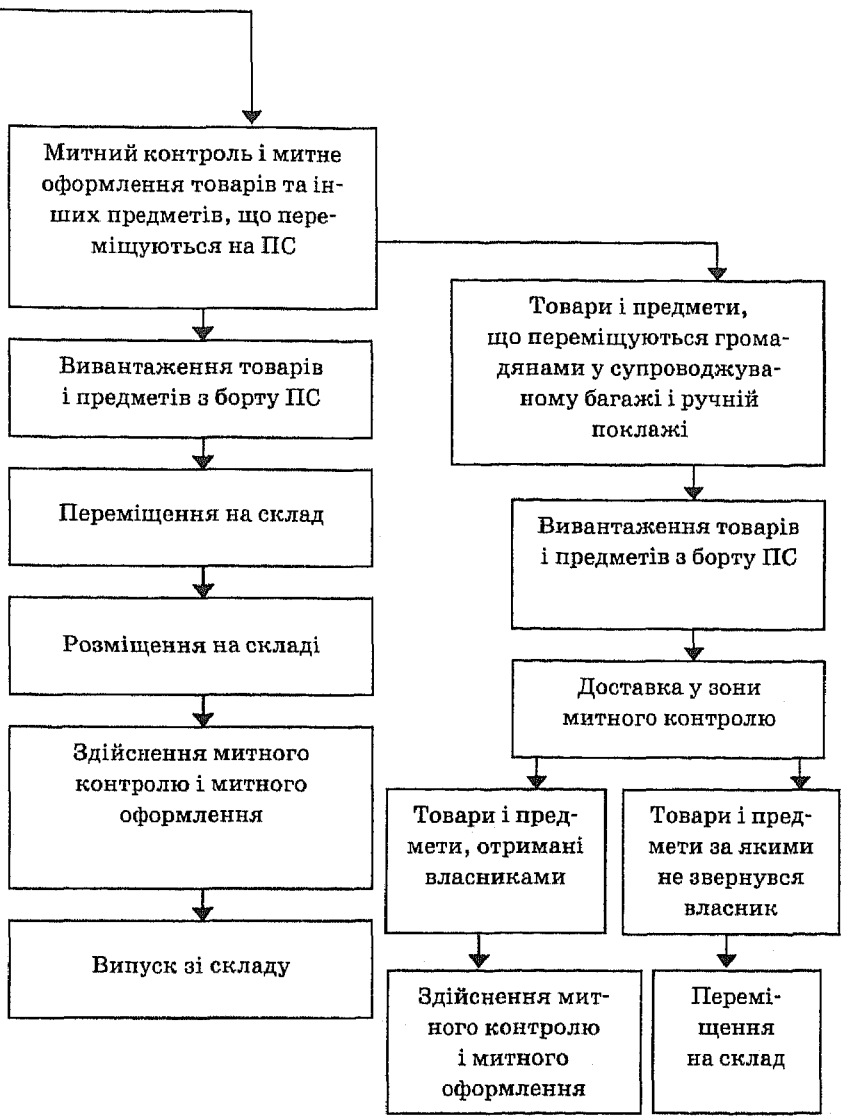 Митний контроль і митне
оформлення товарів та ін-
ших предметів, що пере-
міщуються на ПС
Вивантаження товарів
і предметів з борту ПС
Переміщення на склад
Розміщення на складі
Здійснення митного
контролю і митного
оформлення
Випуск зі складу
Товари і предмети,
що переміщуються грома-
дянами у супроводжува-
ному багажі і ручній
поклажі
Вивантаження товарів
і предметів з борту ПС
Доставка у зони
митного контролю
Товари і пред-
мети, отримані
власниками
Здійснення мит-
ного контролю
і митного
оформлення
Товари і пред-
мети за якими
не звернувся
власник
Перемі-
щення
на склад